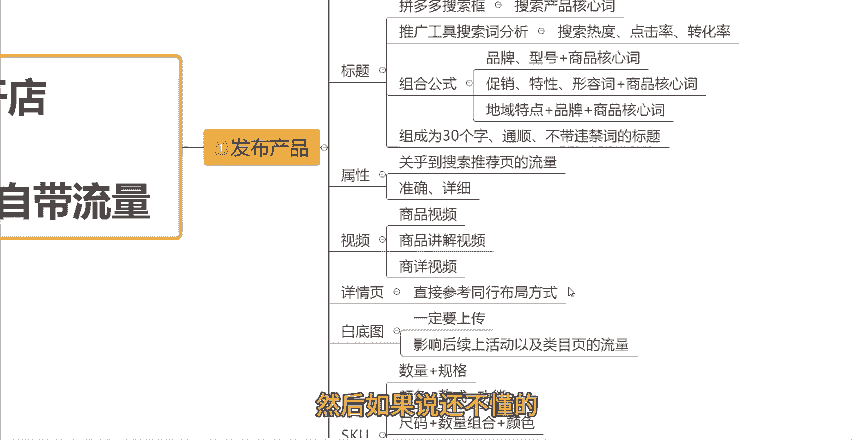 开店
自带流量
①发布产品
标题
拼多多搜索框
搜索产品核心词
推广工具搜索词分析
搜索热度、点击率、转化率
组合公式
品牌、型号+商品核心词
促销、特性、形容词+商品核心词
地域特点+品牌+商品核心词
组成为30个字、通顺、不带违禁词的标题
属性
关乎到搜索推荐页的流量
准确、详细
视频
商品视频
商品讲解视频
商详视频
详情页
直接参考同行布局方式
白底图
一定要上传
影响后续上活动以及类目页的流量
SKU
数量+规格
尺码+数量组合+颜色
然后如果说还不懂的